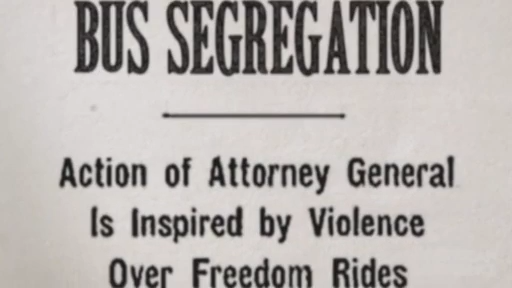 BUS SEGREGATION
Action of Attorney General
Is Inspired by Violence
Over Freedom Rides